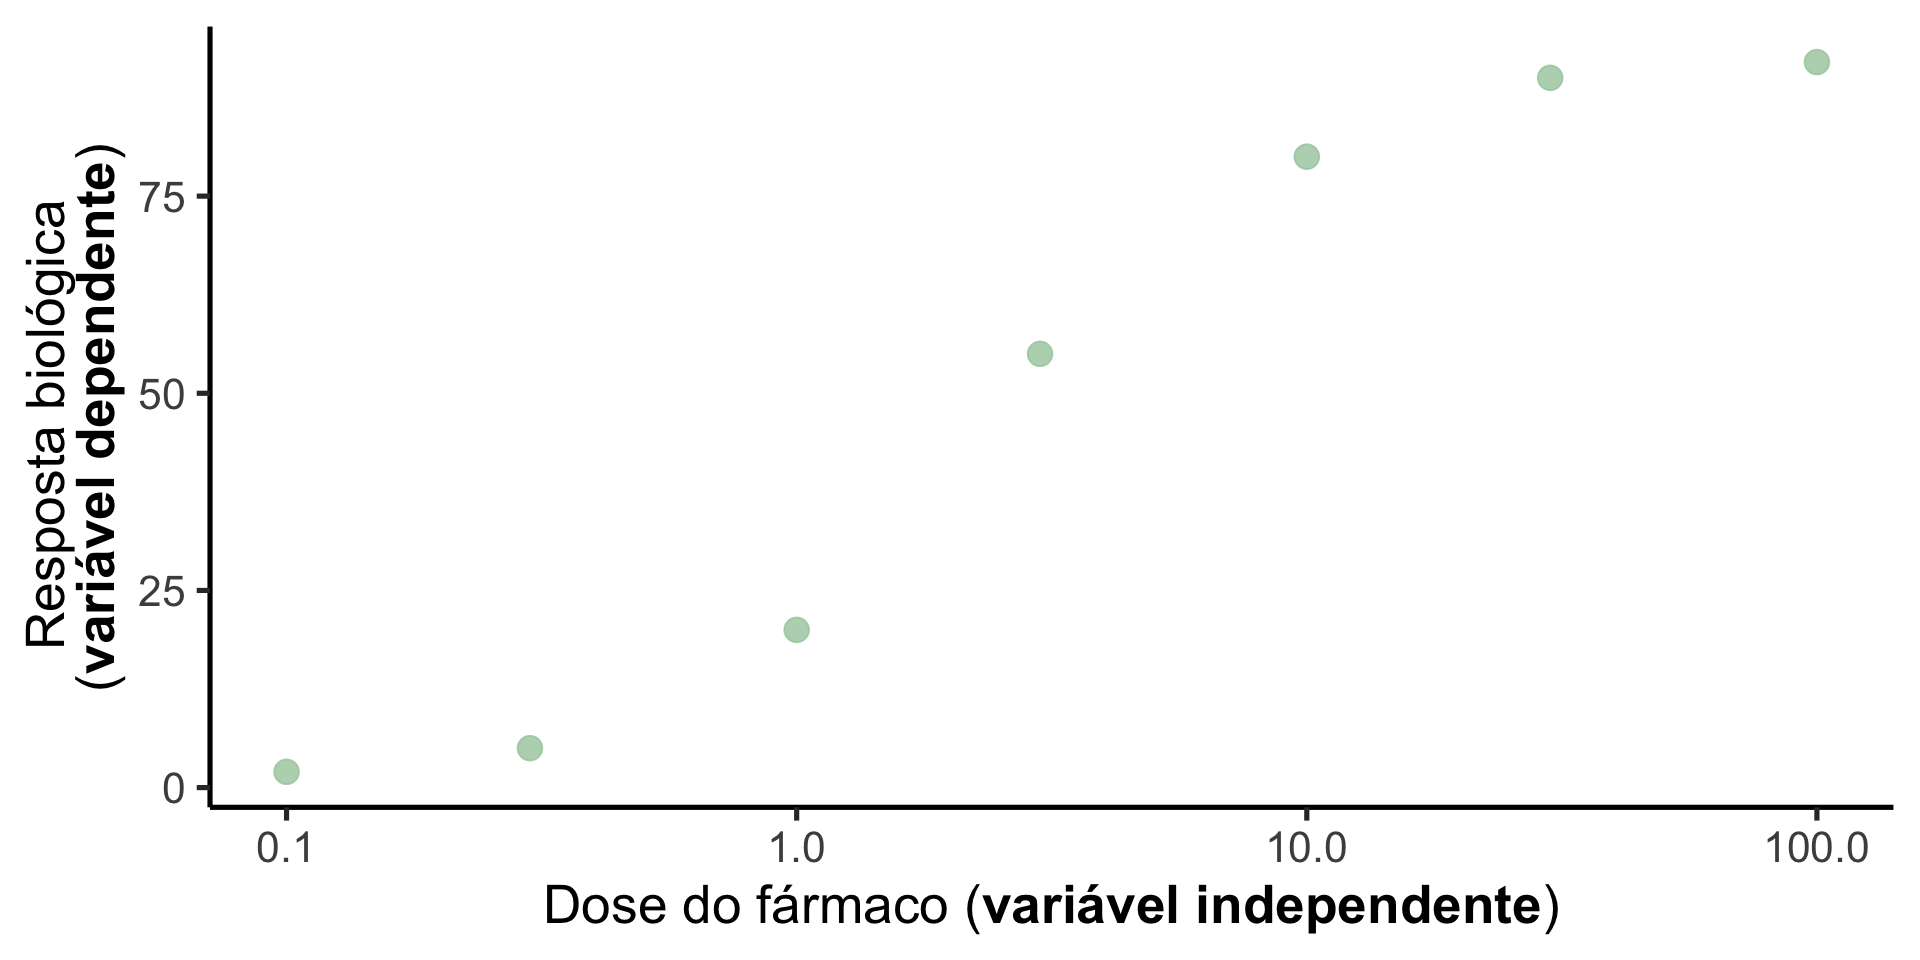 Resposta biológica
(variável dependente)
75
50
25
0
0.1
1.0
10.0
100.0
Dose do fármaco (variável independente)